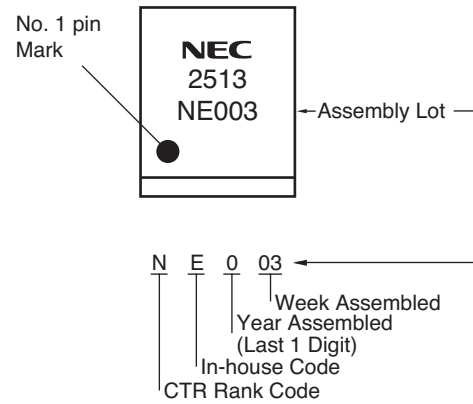 No. 1 pin
Mark
NEC
2513
NE003
Assembly Lot
N E 0 03
Week Assembled
Year Assembled
(Last 1 Digit)
In-house Code
CTR Rank Code